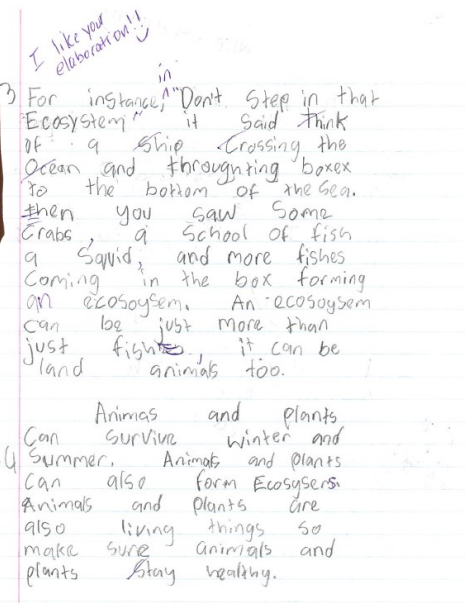 I like your
elaboration!!
in
3 For instance, "Don't Step in that
Ecosystem" it Said Think
of a Ship Crossing the
Ocean and throughting boxex
to the bottom of the Sea.
then you saw Some
Crabs, a School of fish
a Squid, and more fishes
Coming in the box forming
an ecosoysem. An ecosoysem
can be just more than
just fish, it can be
land animals too.
Animas and plants
Can Survive Winter and
4 Summer. Animals and plants
Can also form Ecosysers.
Animals and plants are
also living things so
make sure animals and
plants Stay healthy.